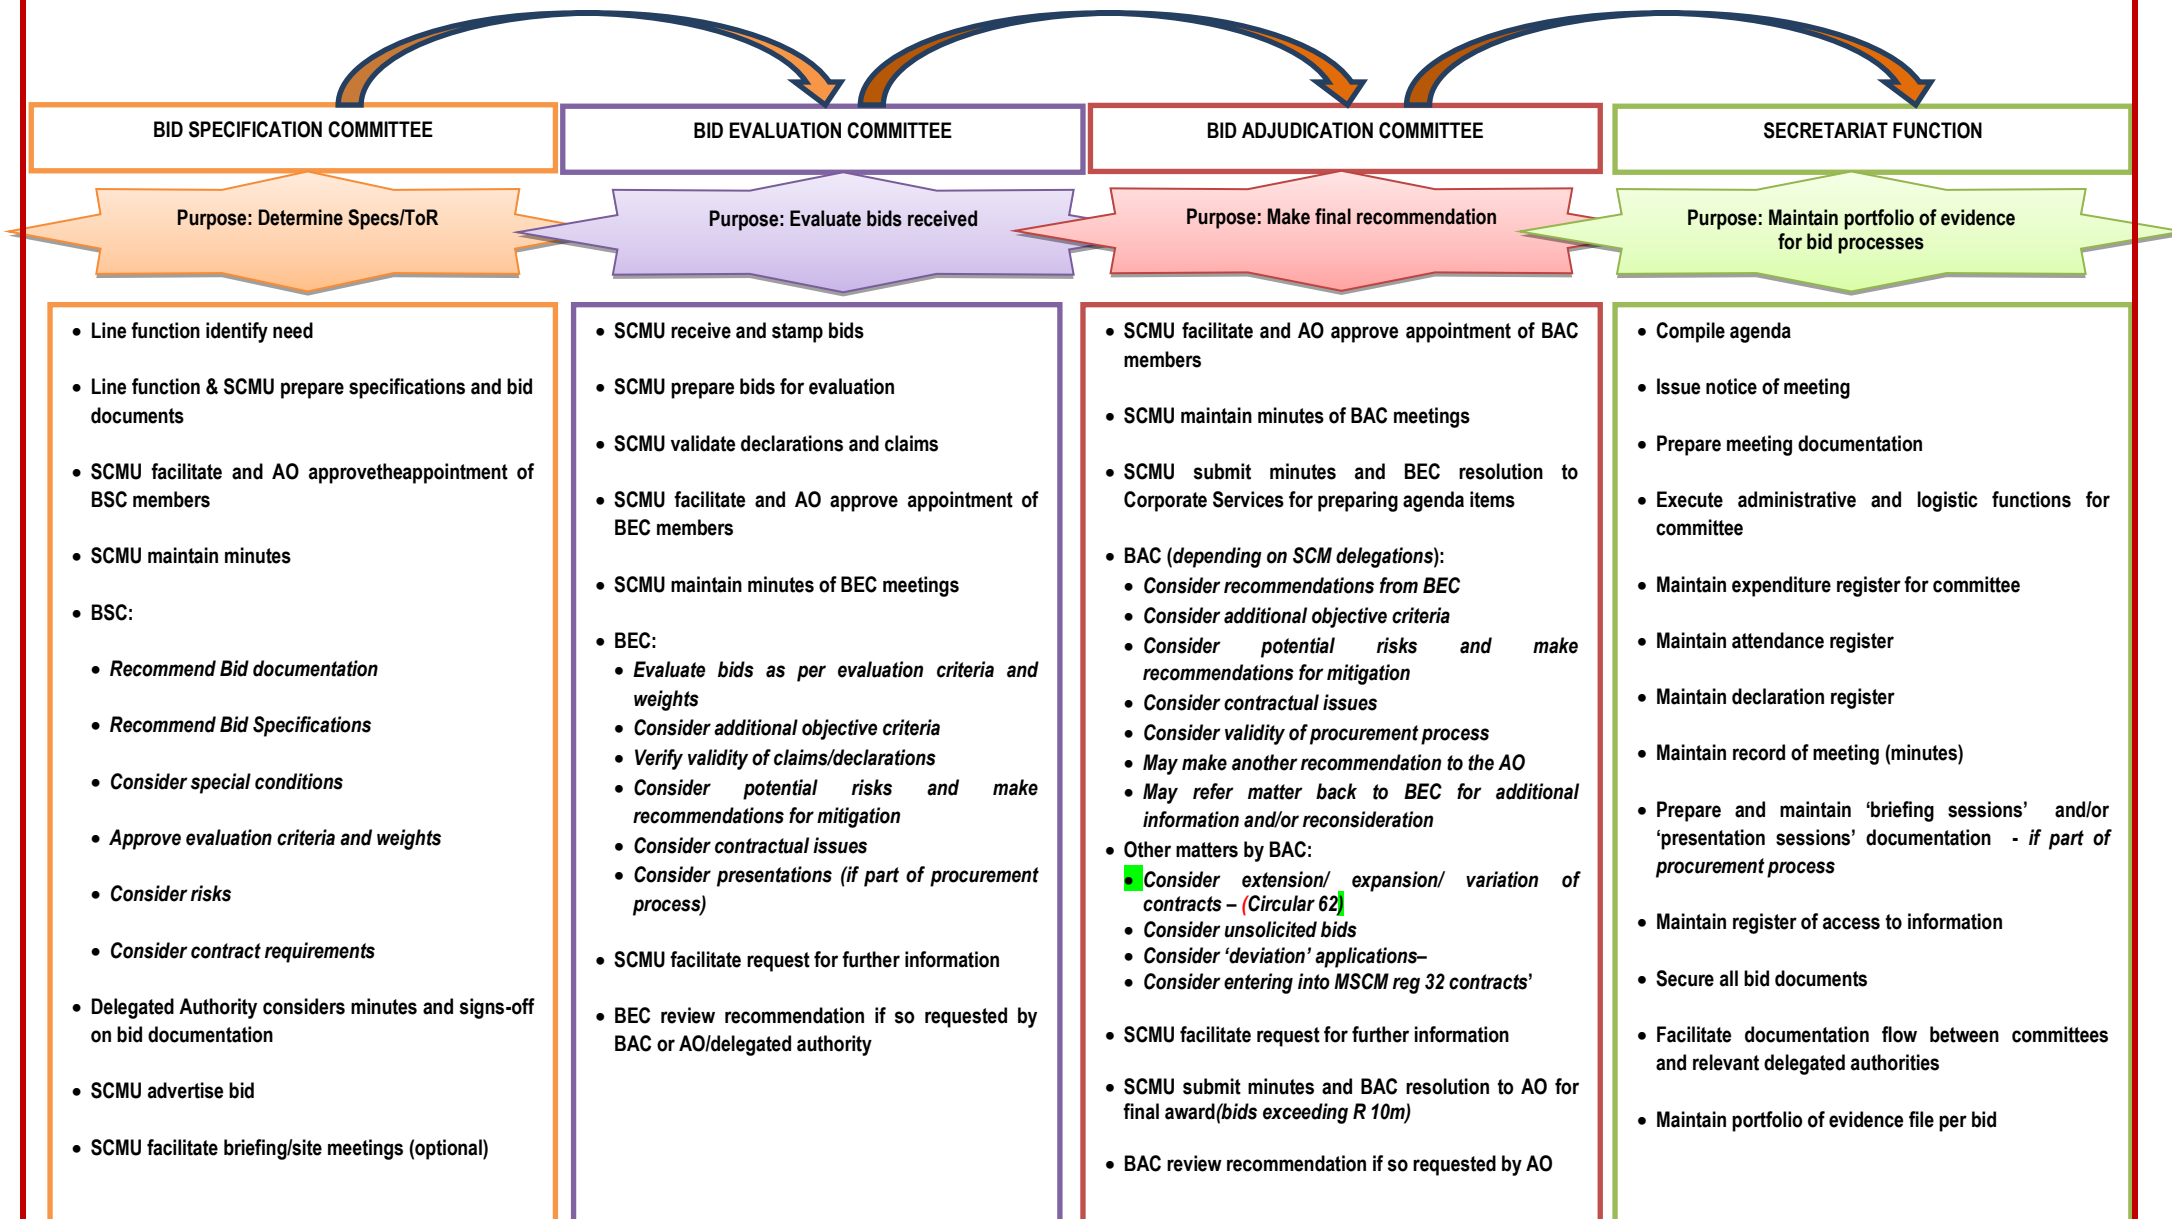 BID SPECIFICATION COMMITTEE
BID EVALUATION COMMITTEE
BID ADJUDICATION COMMITTEE
SECRETARIAT FUNCTION
Purpose: Determine Specs/ToR
Purpose: Evaluate bids received
Purpose: Make final recommendation
Purpose: Maintain portfolio of evidence
for bid processes
• Line function identify need
• Line function & SCMU prepare specifications and bid
documents
• SCMU facilitate and AO approvetheappointment of
BSC members
• SCMU maintain minutes
• BSC:
• Recommend Bid documentation
• Recommend Bid Specifications
• Consider special conditions
• Approve evaluation criteria and weights
• Consider risks
• Consider contract requirements
• Delegated Authority considers minutes and signs-off
on bid documentation
• SCMU advertise bid
• SCMU facilitate briefing/site meetings (optional)
• SCMU receive and stamp bids
• SCMU prepare bids for evaluation
• SCMU validate declarations and claims
• SCMU facilitate and AO approve appointment of
BEC members
• SCMU maintain minutes of BEC meetings
• BEC:
• Evaluate bids as per evaluation criteria and
weights
• Consider additional objective criteria
• Verify validity of claims/declarations
• Consider potential risks and make
recommendations for mitigation
• Consider contractual issues
• Consider presentations (if part of procurement
process)
• SCMU facilitate request for further information
• BEC review recommendation if so requested by
BAC or AO/delegated authority
• SCMU facilitate and AO approve appointment of BAC
members
• SCMU maintain minutes of BAC meetings
• SCMU submit minutes and BEC resolution to
Corporate Services for preparing agenda items
• BAC (depending on SCM delegations):
• Consider recommendations from BEC
• Consider additional objective criteria
• Consider potential risks and make
recommendations for mitigation
• Consider contractual issues
• Consider validity of procurement process
• May make another recommendation to the AO
• May refer matter back to BEC for additional
information and/or reconsideration
• Other matters by BAC:
• Consider extension/ expansion/ variation of
contracts – (Circular 62)
• Consider unsolicited bids
• Consider ‘deviation’ applications–
• Consider entering into MSCM reg 32 contracts’
• SCMU facilitate request for further information
• SCMU submit minutes and BAC resolution to AO for
final award(bids exceeding R 10m)
• BAC review recommendation if so requested by AO
• Compile agenda
• Issue notice of meeting
• Prepare meeting documentation
• Execute administrative and logistic functions for
committee
• Maintain expenditure register for committee
• Maintain attendance register
• Maintain declaration register
• Maintain record of meeting (minutes)
• Prepare and maintain ‘briefing sessions’ and/or
‘presentation sessions’ documentation - if part of
procurement process
• Maintain register of access to information
• Secure all bid documents
• Facilitate documentation flow between committees
and relevant delegated authorities
• Maintain portfolio of evidence file per bid